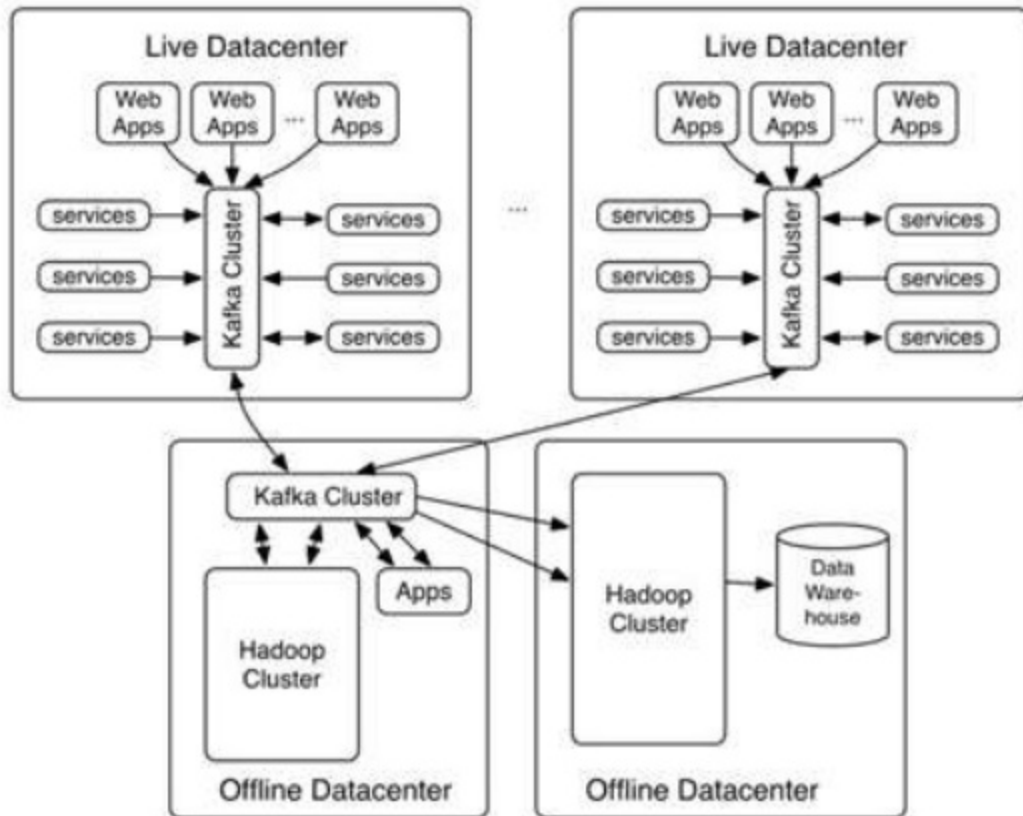 Live Datacenter
Web
Apps
Web
Apps
...
Web
Apps
services
services
services
Kafka Cluster
services
services
services
...
Live Datacenter
Web
Apps
Web
Apps
...
Web
Apps
services
services
services
Kafka Cluster
services
services
services
Kafka Cluster
Apps
Hadoop
Cluster
Offline Datacenter
Hadoop
Cluster
Data
Ware-
house
Offline Datacenter